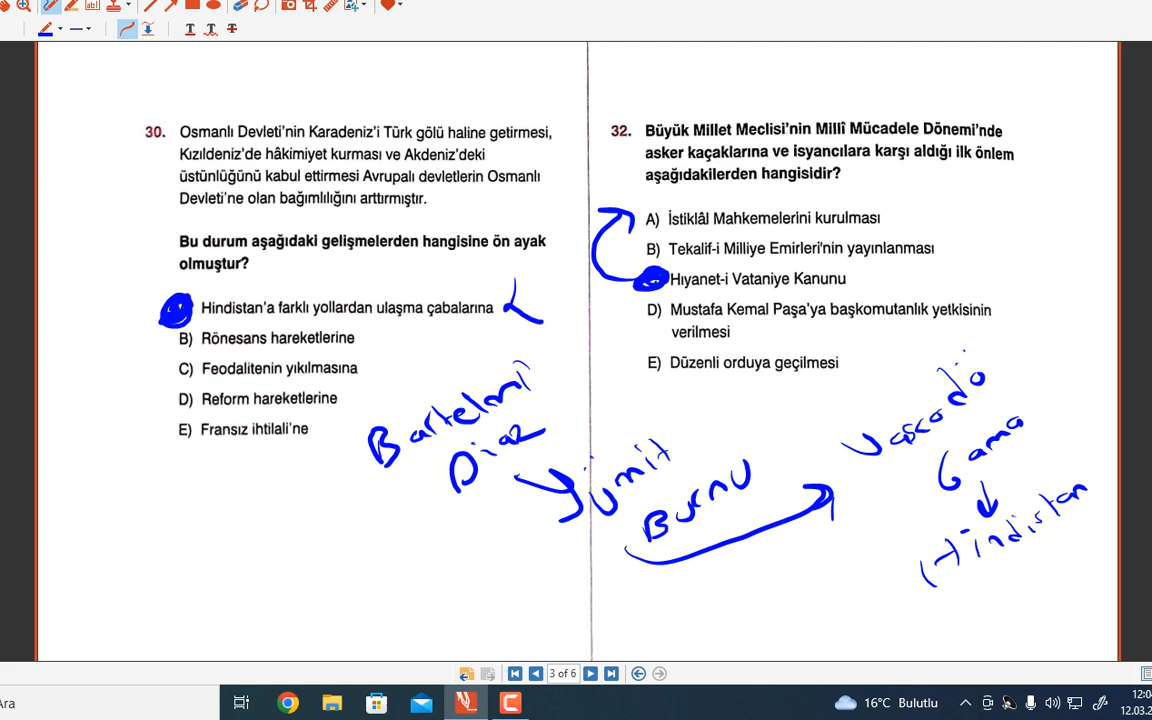 30. Osmanlı Devleti'nin Karadeniz'i Türk gölü haline getirmesi,
Kızıldeniz'de hâkimiyet kurması ve Akdeniz'deki
üstünlüğünü kabul ettirmesi Avrupalı devletlerin Osmanlı
Devleti'ne olan bağımlılığını arttırmıştır.
Bu durum aşağıdaki gelişmelerden hangisine ön ayak
olmuştur?
Hindistan'a farklı yollardan ulaşma çabalarına
B) Rönesans hareketlerine
C) Feodalitenin yıkılmasına
D) Reform hareketlerine
E) Fransız ihtilali'ne
Bartelmi
Diaz
Ümit
Burnu
32. Büyük Millet Meclisi'nin Millî Mücadele Dönemi'nde
asker kaçaklarına ve isyancılara karşı aldığı ilk önlem
aşağıdakilerden hangisidir?
A) İstiklâl Mahkemelerini kurulması
B) Tekalif-i Milliye Emirleri'nin yayınlanması
Hıyanet-i Vataniye Kanunu
D) Mustafa Kemal Paşa'ya başkomutanlık yetkisinin
verilmesi
E) Düzenli orduya geçilmesi
Vasco dö
Gama
Hindistan
3 of 6
Ara
16°C Bulutlu